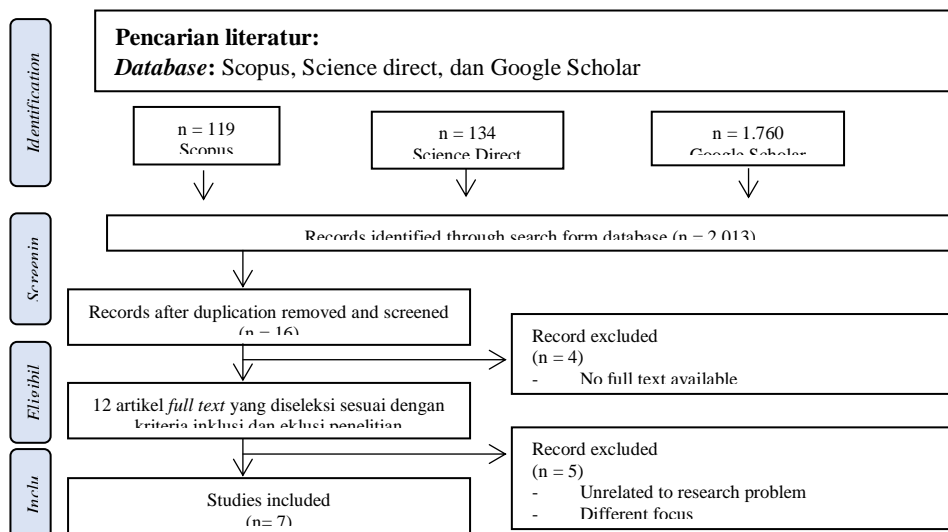 Identification
Pencarian literatur:
Database: Scopus, Science direct, dan Google Scholar
n = 119
Scopus
n = 134
Science Direct
n = 1.760
Google Scholar
Screenin
Records identified through search form database (n = 2.013)
Records after duplication removed and screened
(n = 16)
Record excluded
(n = 4)
- No full text available
Eligibil
12 artikel full text yang diseleksi sesuai dengan
kriteria inklusi dan eklusi penelitian
Record excluded
(n = 5)
- Unrelated to research problem
- Different focus
Inclu
Studies included
(n= 7)